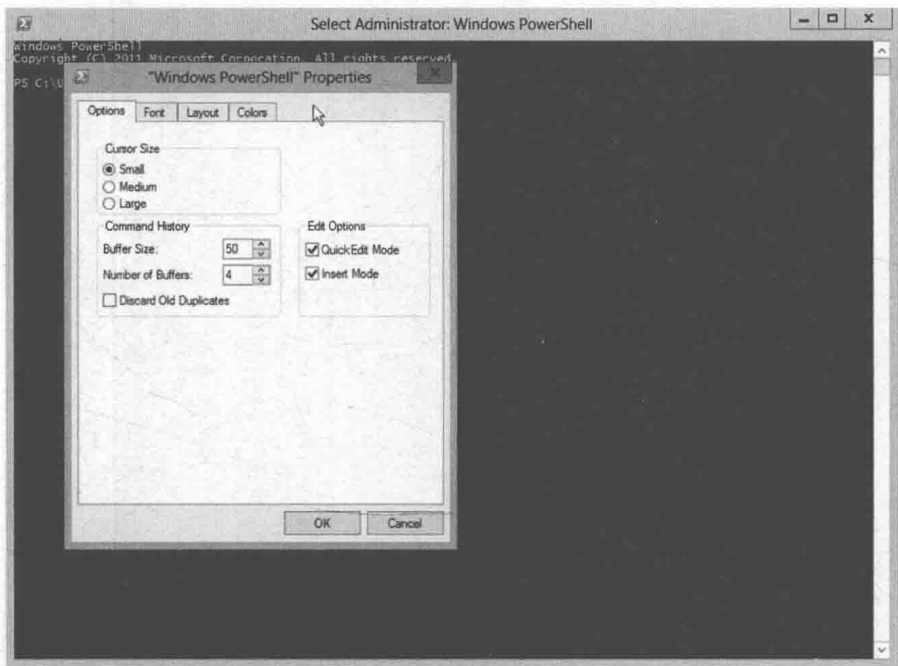 Select Administrator: Windows PowerShell
Windows PowerShell
Copyright (C) 2011 Microsoft Corporation. All rights reserved.
PS C:\U
"Windows PowerShell" Properties
Options Font Layout Colors
Cursor Size
Small
Medium
Large
Command History
Buffer Size: 50
Number of Buffers: 4
Discard Old Duplicates
Edit Options
QuickEdit Mode
Insert Mode
OK Cancel